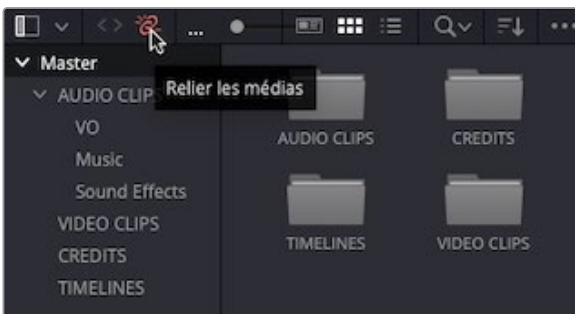 Master
Relier les médias
AUDIO CLIPS
VO
Music
Sound Effects
VIDEO CLIPS
CREDITS
TIMELINES
AUDIO CLIPS
CREDITS
TIMELINES
VIDEO CLIPS